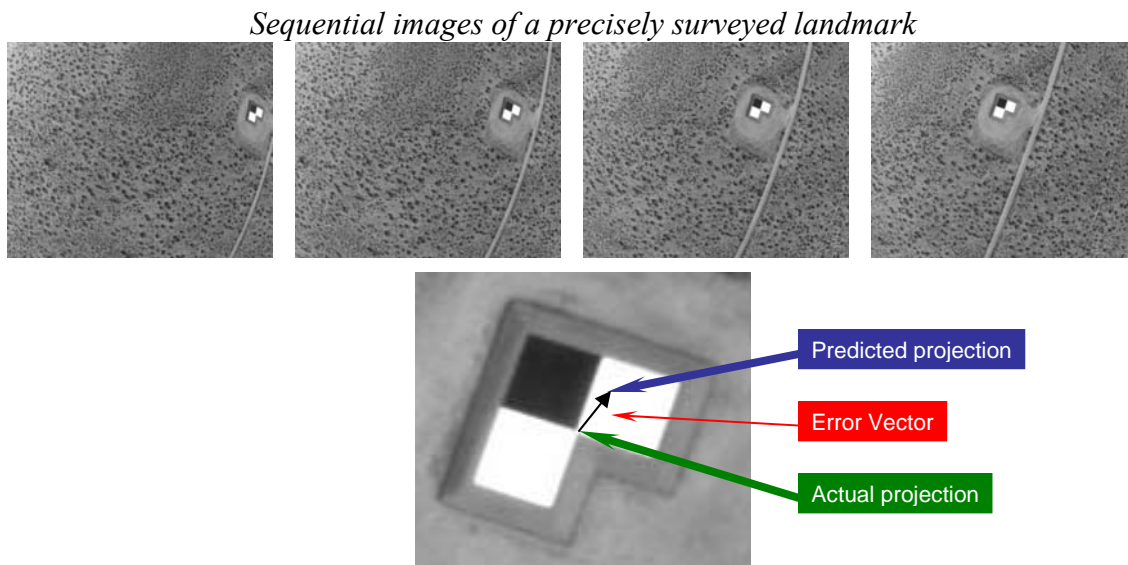 Sequential images of a precisely surveyed landmark
Predicted projection
Error Vector
Actual projection